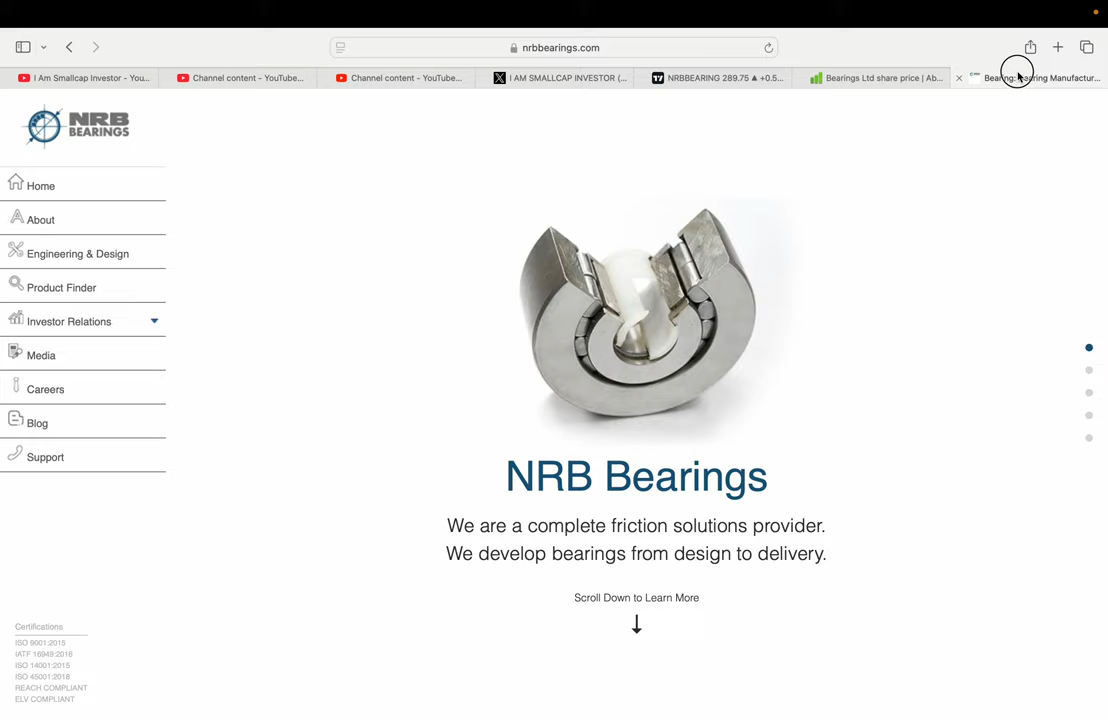 nrbbearings.com
I Am Smallcap Investor - You...
Channel content - YouTube...
Channel content - YouTube...
I AM SMALLCAP INVESTOR (...
NRBBEARING 289.75 ▲ +0.5...
Bearings Ltd share price | Ab...
Bearing: Bearing Manufactur...
NRB
BEARINGS
Home
About
Engineering & Design
Product Finder
Investor Relations
Media
Careers
Blog
Support
NRB Bearings
We are a complete friction solutions provider.
We develop bearings from design to delivery.
Scroll Down to Learn More
Certifications
ISO 9001:2015
IATF 16949:2016
ISO 14001:2015
ISO 45001:2018
REACH COMPLIANT
ELV COMPLIANT